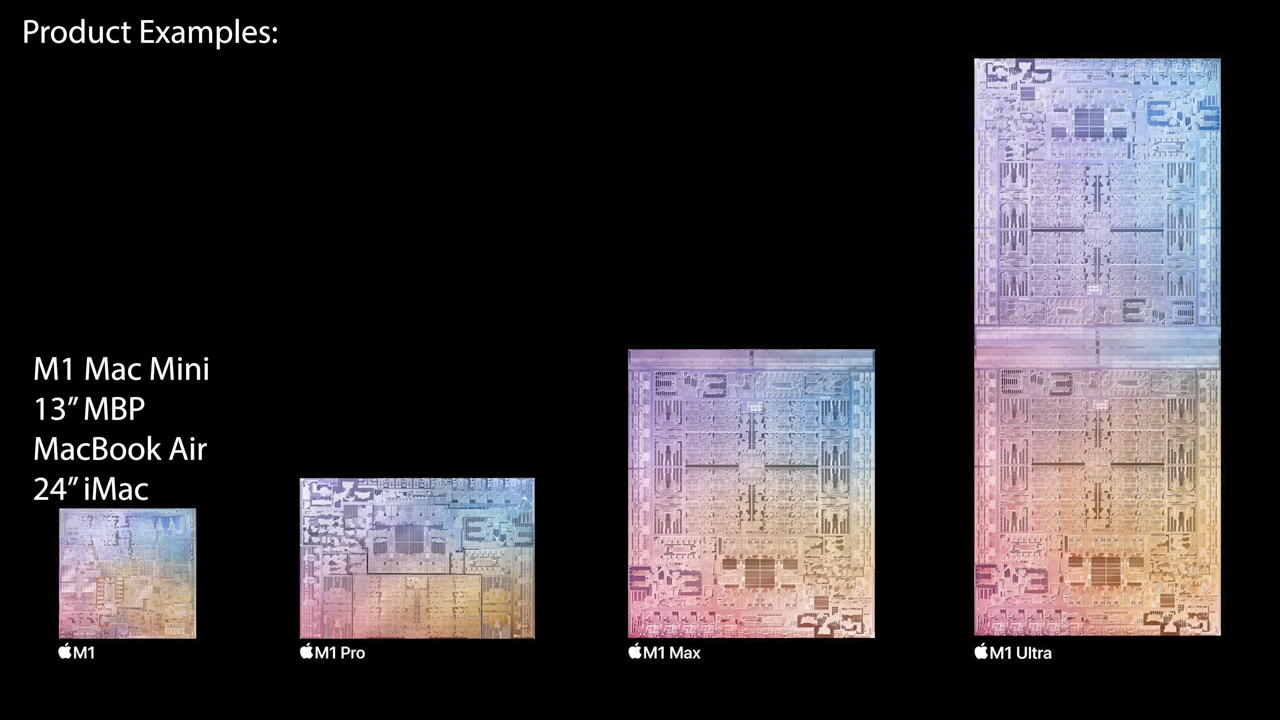 Product Examples:
M1 Mac Mini
13” MBP
MacBook Air
24” iMac
M1
M1 Pro
M1 Max
M1 Ultra